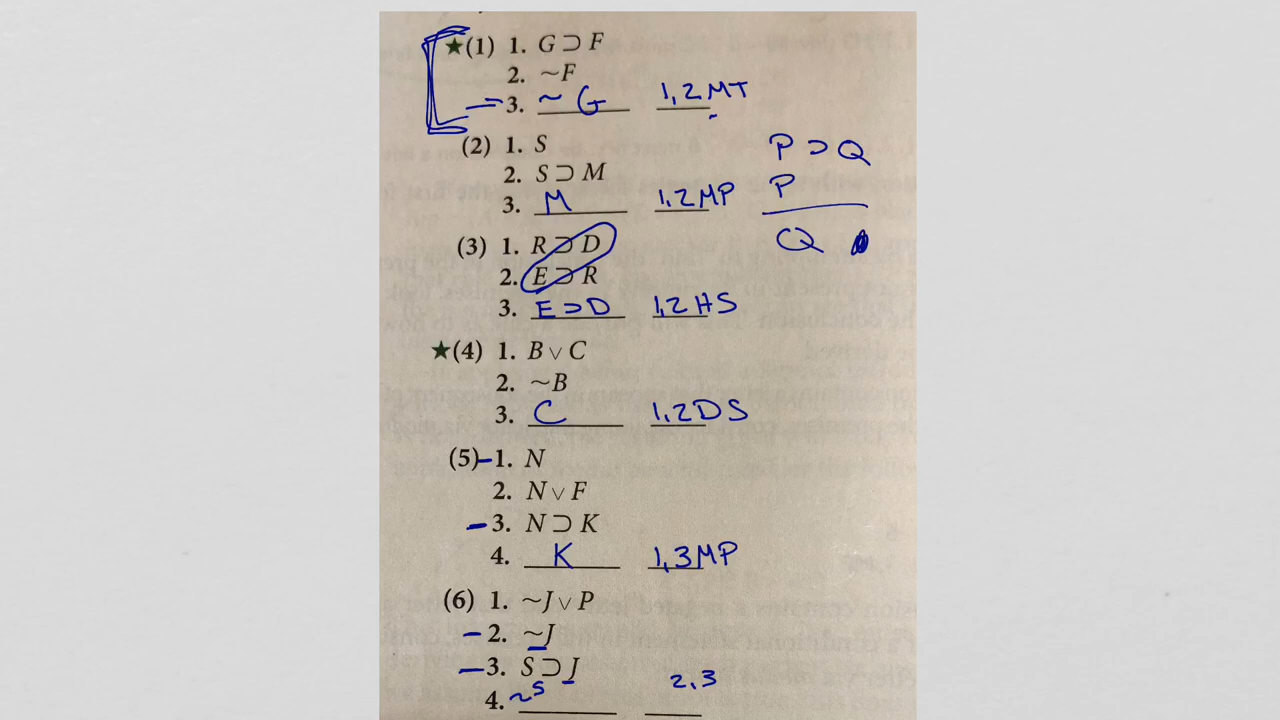 ★(1) 1. G ⊃ F
2. ~F
3. ~ G 1,2 MT
(2) 1. S
2. S ⊃ M
3. M 1,2 MP
P ⊃ Q
P
Q
(3) 1. R ⊃ D
2. E ⊃ R
3. E ⊃ D 1,2 HS
★(4) 1. B ∨ C
2. ~B
3. C 1,2 DS
(5) 1. N
2. N ∨ F
3. N ⊃ K
4. K 1,3 MP
(6) 1. ~J ∨ P
2. ~J
3. S ⊃ J
4. ~S 2,3